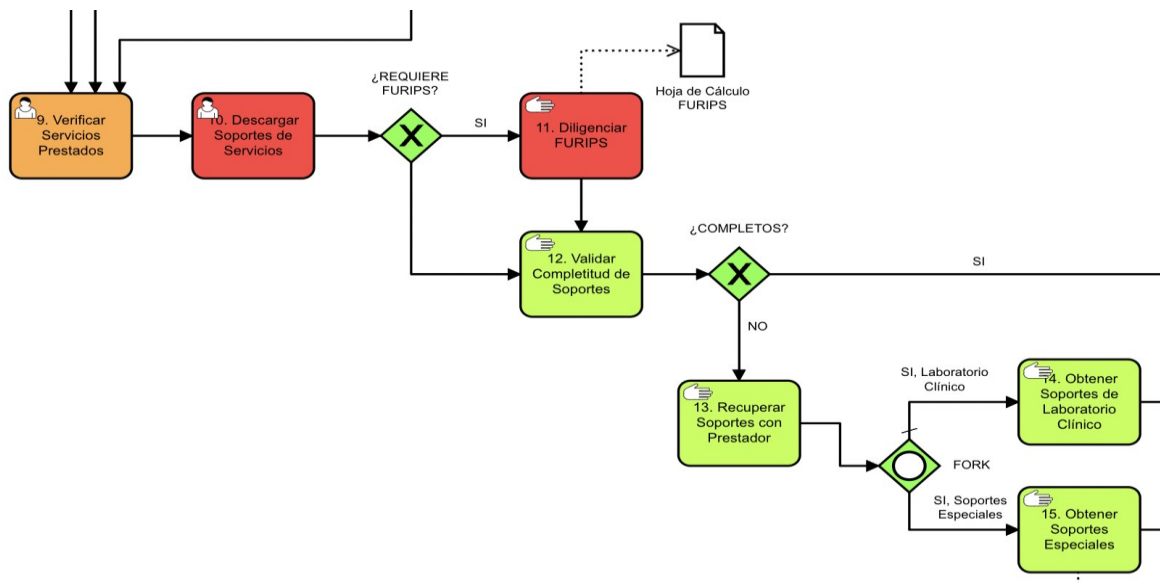 ¿REQUIERE
FURIPS?
Hoja de Cálculo
FURIPS
9. Verificar
Servicios
Prestados
10. Descargar
Soportes de
Servicios
SI
11. Diligenciar
FURIPS
12. Validar
Completitud de
Soportes
¿COMPLETOS?
SI
NO
13. Recuperar
Soportes con
Prestador
SI, Laboratorio
Clínico
FORK
SI, Soportes
Especiales
14. Obtener
Soportes de
Laboratorio
Clínico
15. Obtener
Soportes
Especiales